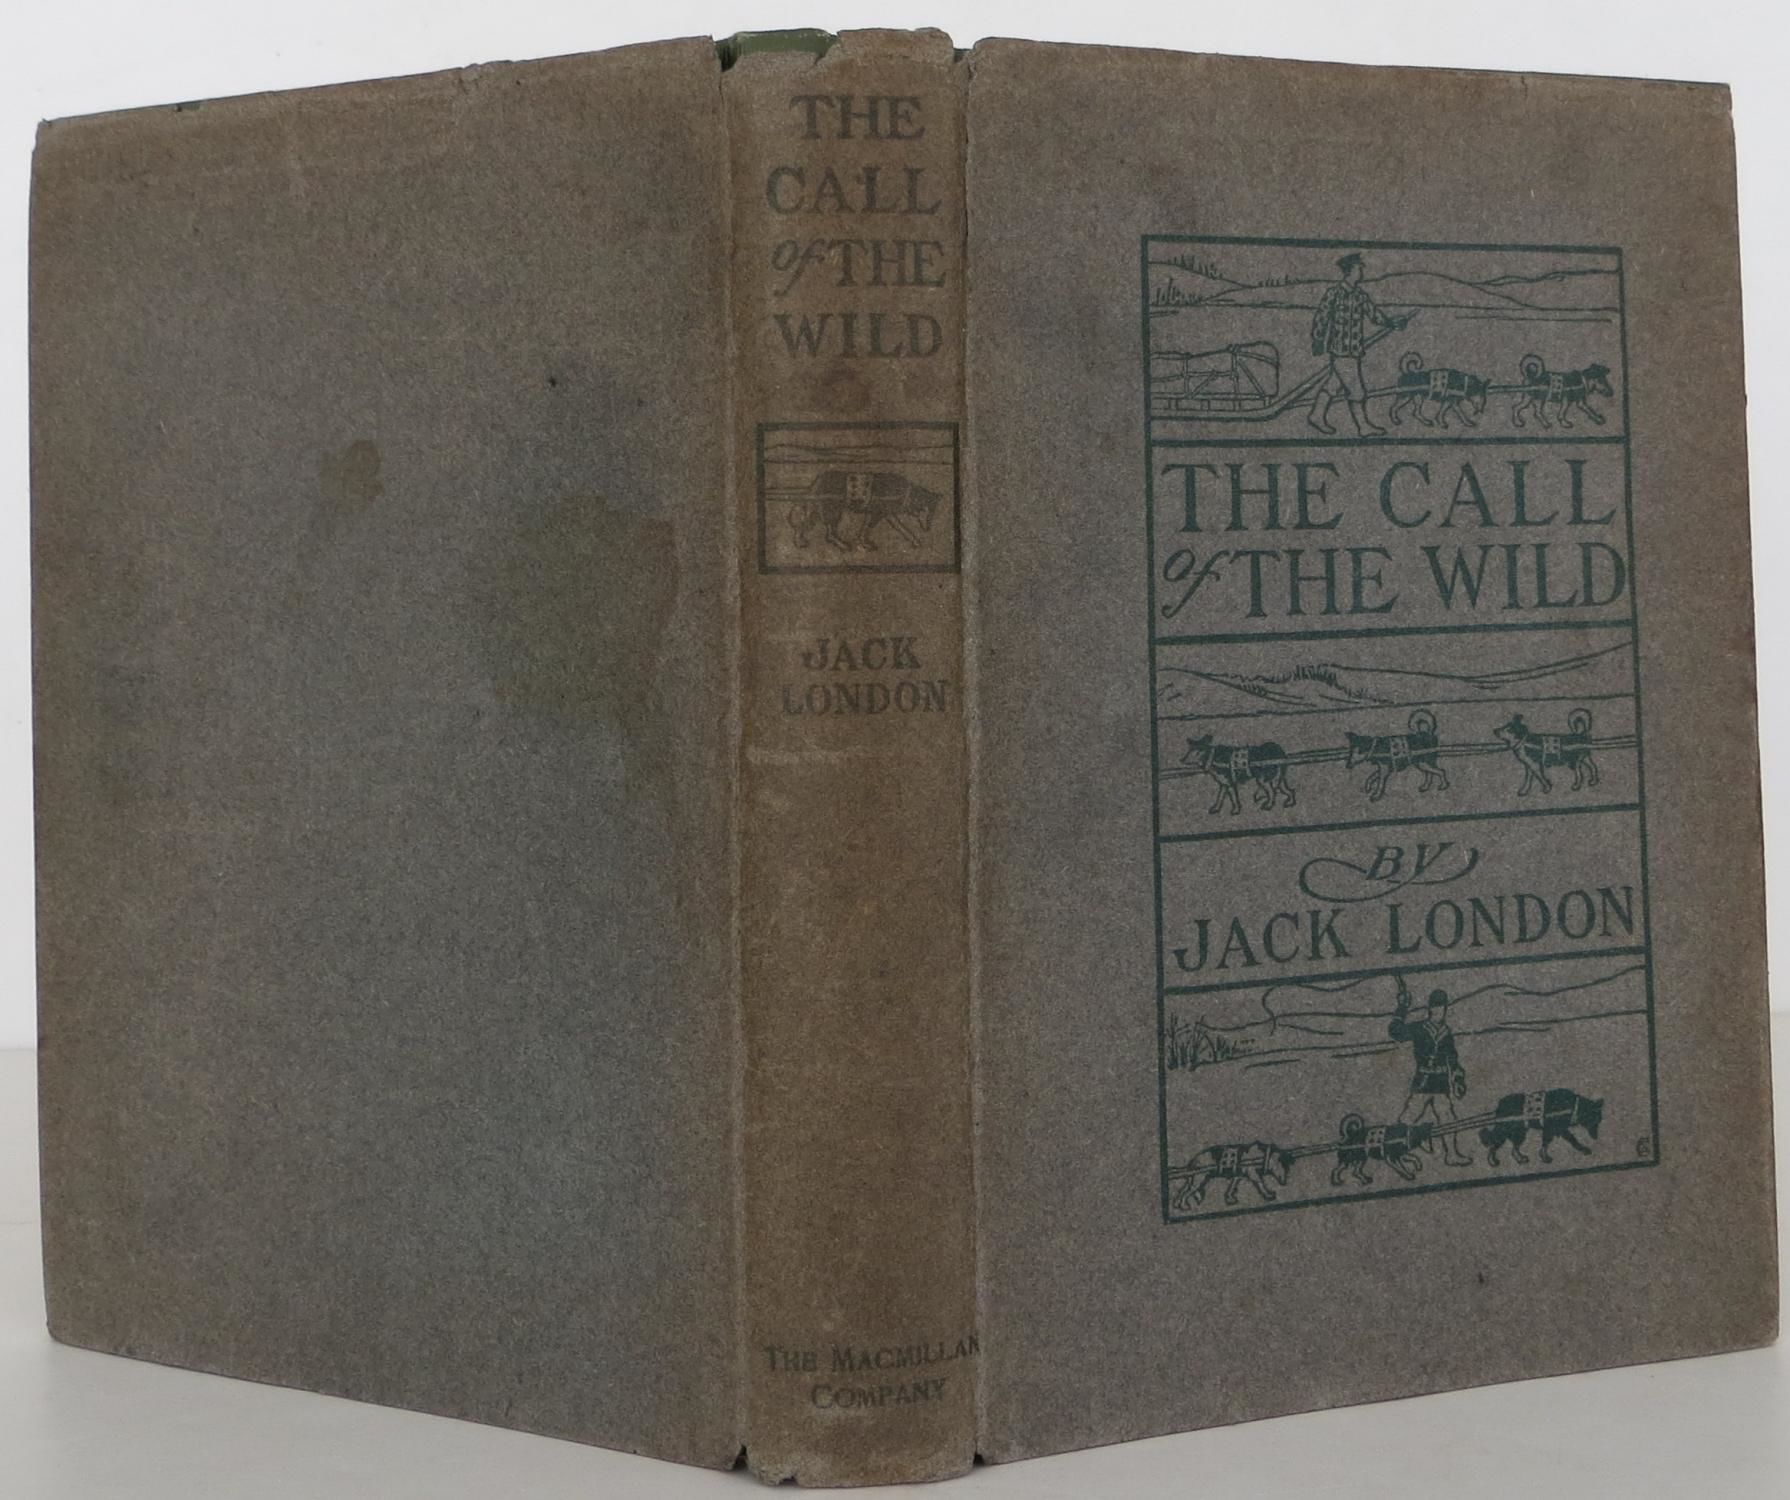 THE
CALL
of THE
WILD
JACK
LONDON
THE MACMILLAN
COMPANY
THE CALL
of THE WILD
BY
JACK LONDON